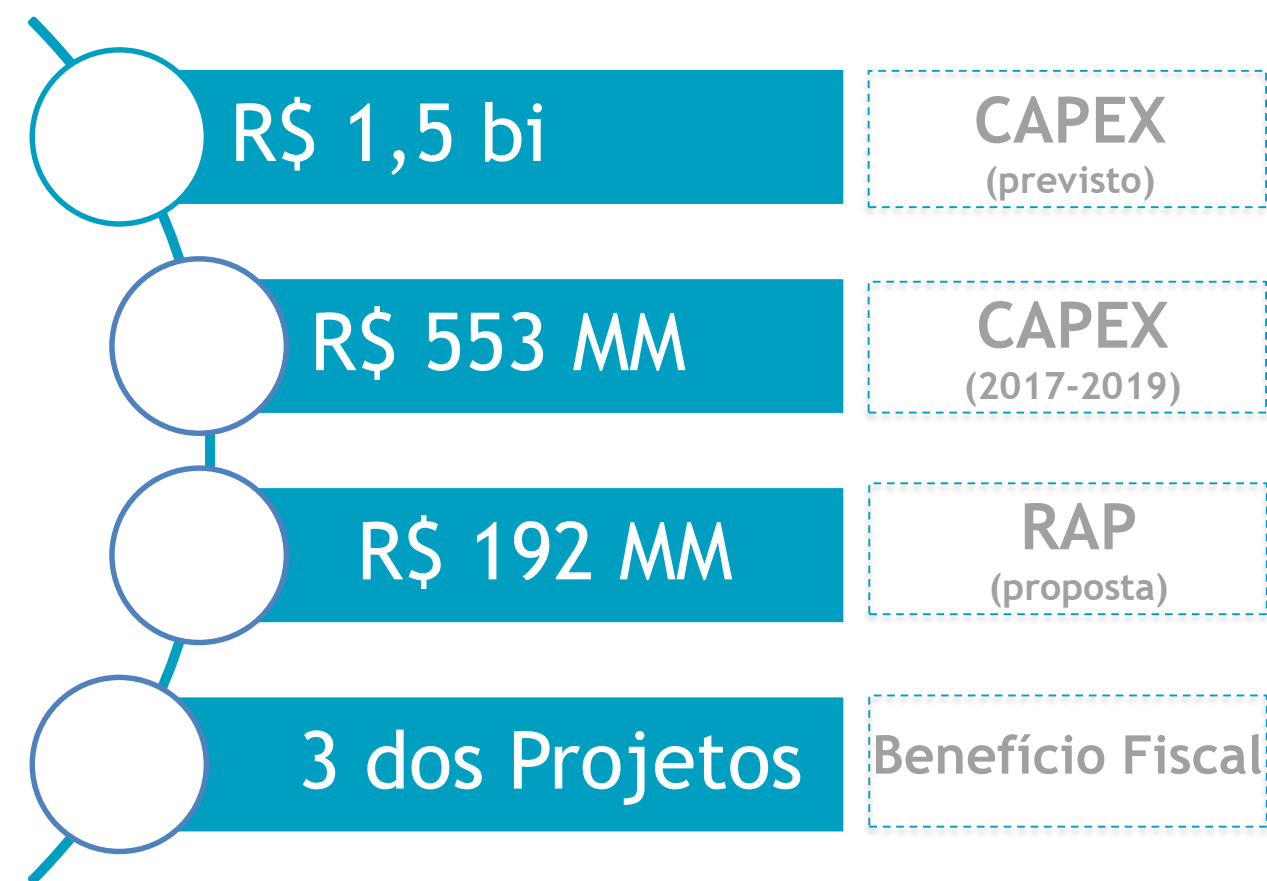 R$ 1,5 bi
CAPEX
(previsto)
R$ 553 MM
CAPEX
(2017-2019)
R$ 192 MM
RAP
(proposta)
3 dos Projetos
Benefício Fiscal